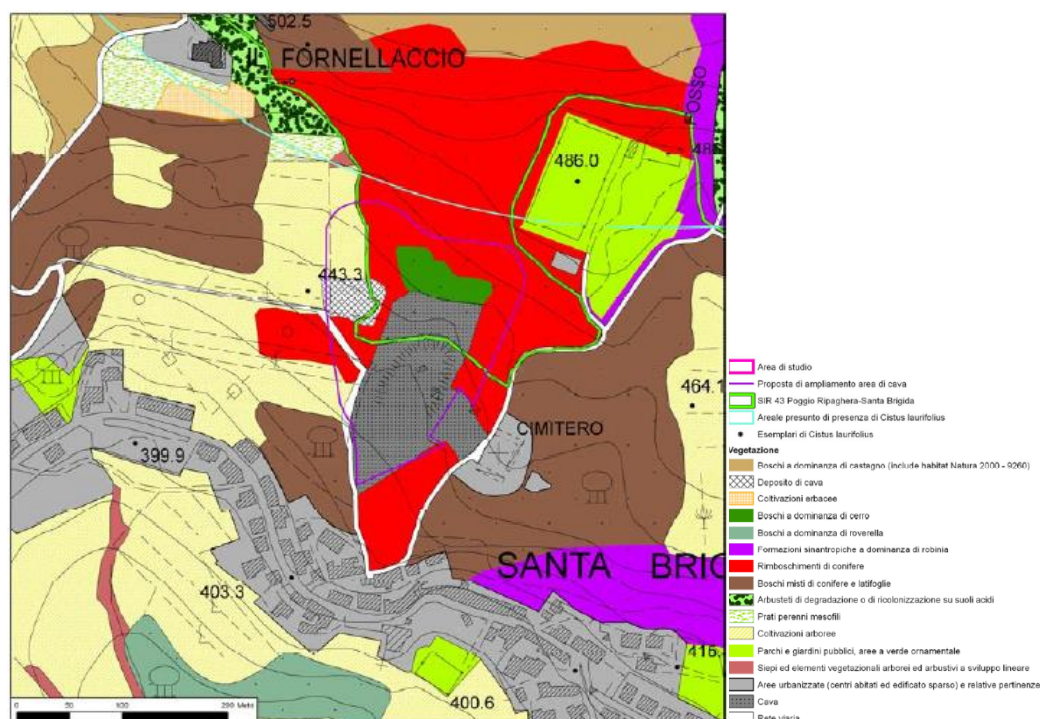 502.5
IL FORNELLACCIO
FOSSO
486.0
443.3
464.1
CIMITERO
399.9
SANTA BRIG
403.3
415.
400.6
0 50 100 200 Metri
Area di studio
Proposta di ampliamento area di cava
SIR 43 Poggio Ripaghera-Santa Brigida
Areale presunto di presenza di Cistus laurifolius
Esemplari di Cistus laurifolius
Vegetazione
Boschi a dominanza di castagno (include habitat Natura 2000 - 9260)
Deposito di cava
Coltivazioni erbacee
Boschi a dominanza di cerro
Boschi a dominanza di roverella
Formazioni sinantropiche a dominanza di robinia
Rimboschimenti di conifere
Boschi misti di conifere e latifoglie
Arbusteti di degradazione o di ricolonizzazione su suoli acidi
Prati perenni mesofili
Coltivazioni arboree
Parchi e giardini pubblici, aree a verde ornamentale
Siepi ed elementi vegetazionali arborei ed arbustivi a sviluppo lineare
Aree urbanizzate (centri abitati ed edificato sparso) e relative pertinenze
Cava
Rete viaria